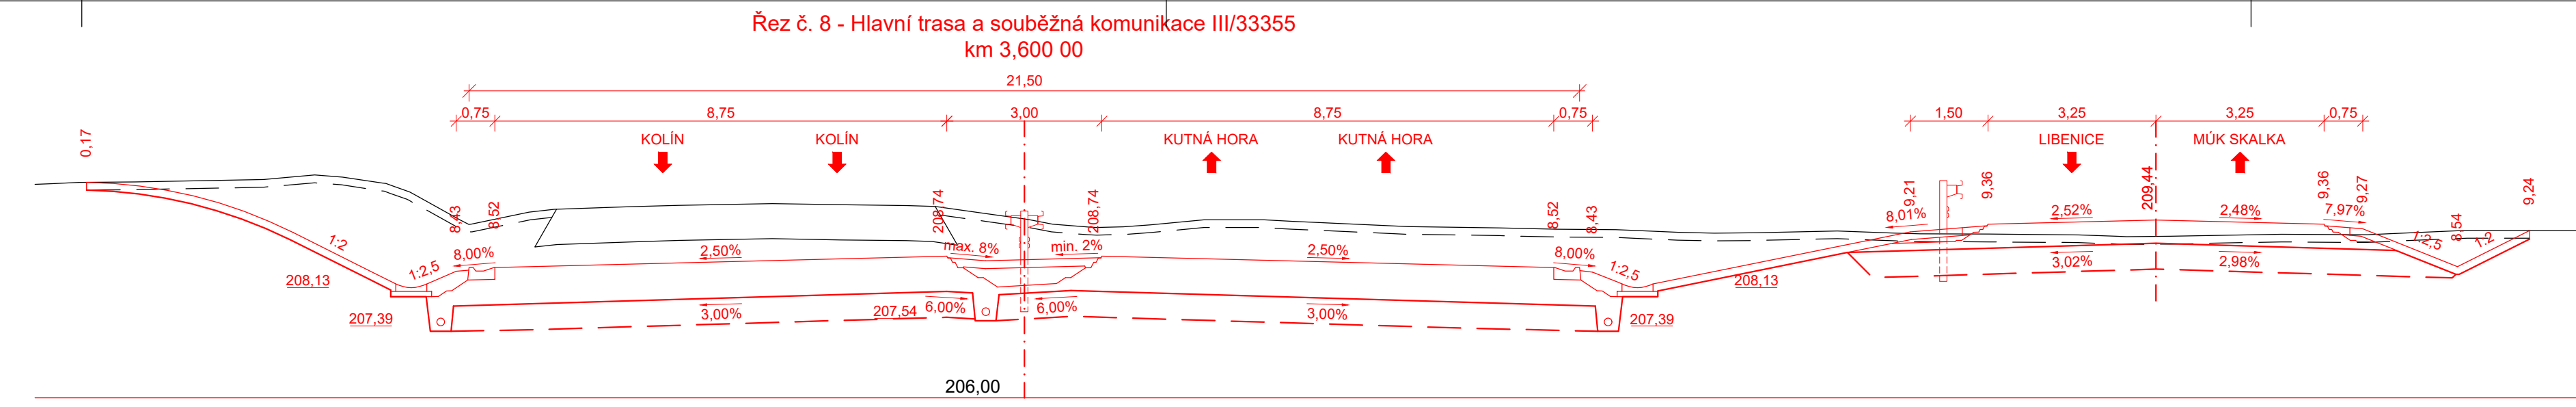 Řez č. 8 - Hlavní trasa a souběžná komunikace III/33355
km 3,600 00
21,50
0,75 8,75 3,00 8,75 0,75 1,50 3,25 3,25 0,75
KOLÍN KOLÍN KUTNÁ HORA KUTNÁ HORA LIBENICE MÚK SKALKA
0,17
8,43 8,52 208,74 208,74 8,52 8,43 9,21 9,36 209,44 9,36 9,27 8,54 9,24
8,01% 2,52% 2,48% 7,97%
1:2 1:2,5 8,00% 2,50% max. 8% min. 2% 2,50% 8,00% 1:2,5 1:2,5 1:2
208,13 208,13 3,02% 2,98%
207,39 3,00% 207,54 6,00% 6,00% 3,00% 207,39
206,00